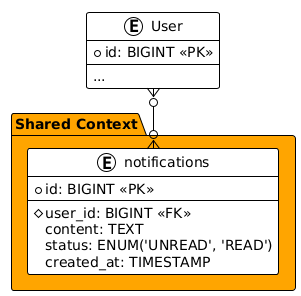 E User
id: BIGINT «PK»
...
Shared Context
E notifications
id: BIGINT «PK»
user_id: BIGINT «FK»
content: TEXT
status: ENUM('UNREAD', 'READ')
created_at: TIMESTAMP